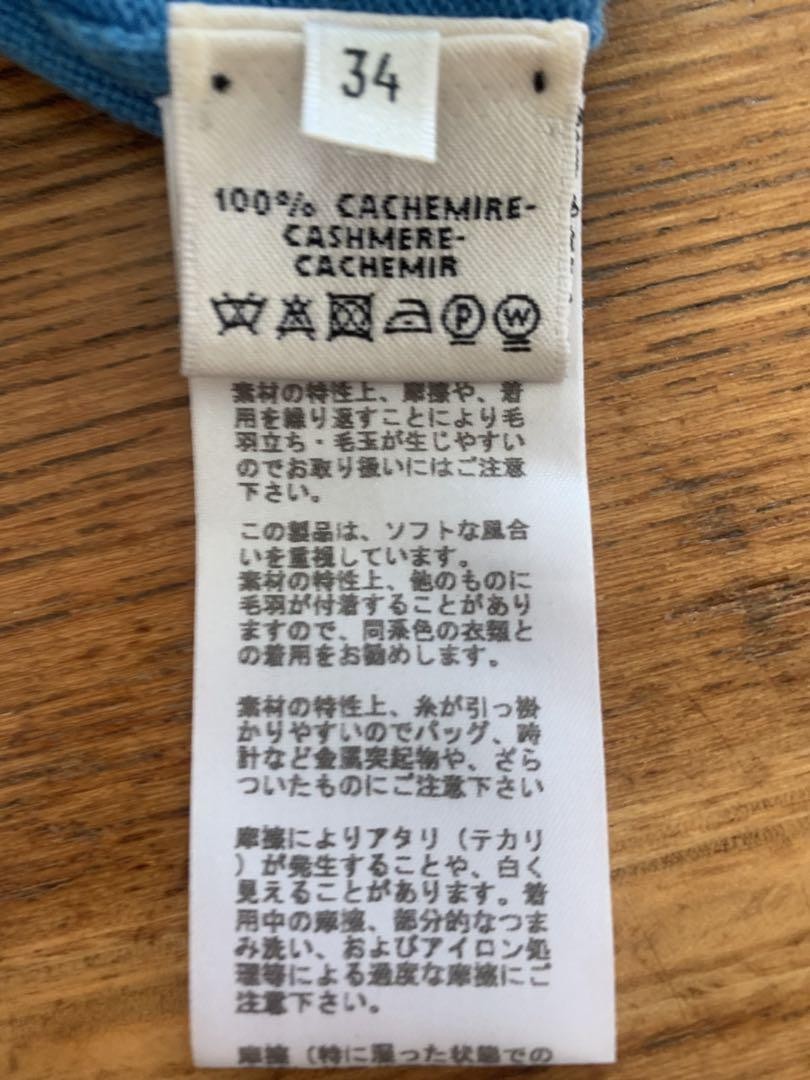 34
100% CACHEMIRE-
CASHMERE-
CACHEMIR
P W
素材の特性上、摩擦や、着
用を繰り返すことにより毛
羽立ち・毛玉が生じやすい
のでお取り扱いにはご注意
下さい。
この製品は、ソフトな風合
いを重視しています。
素材の特性上、他のものに
毛羽が付着することがあり
ますので、同系色の衣類と
の着用をお勧めします。
素材の特性上、糸が引っ掛
かりやすいのでバッグ、時
計など金属突起物や、ざら
ついたものにご注意下さい
摩擦によりアタリ（テカリ
）が発生することや、白く
見えることがあります。着
用中の摩擦、部分的なつま
み洗い、およびアイロン処
理等による過度な摩擦にご
注意下さい。
摩擦（特に湿った状態での